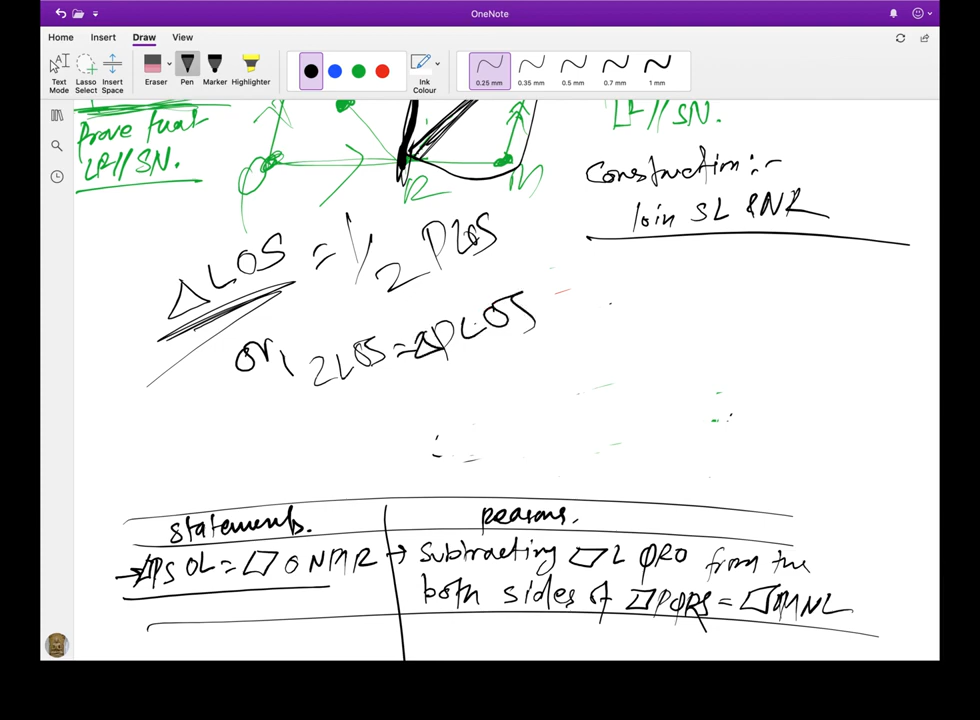 OneNote
Home Insert Draw View
Text Mode
Lasso Select
Insert Space
Eraser
Pen
Marker
Highlighter
Ink Colour
0.25 mm 0.35 mm 0.5 mm 0.7 mm 1 mm
Prove that
LP//SN.
R
LP//SN.
Construction:-
Join SL & NR
△LOS = 1/2 PLOS
or, 2LOS = △PLOS
statements. reasons.
→ ▱PSOL = ▱ONMR → Subtracting ▱LQRO from the
both sides of ▱PQRS = ▱QMNL